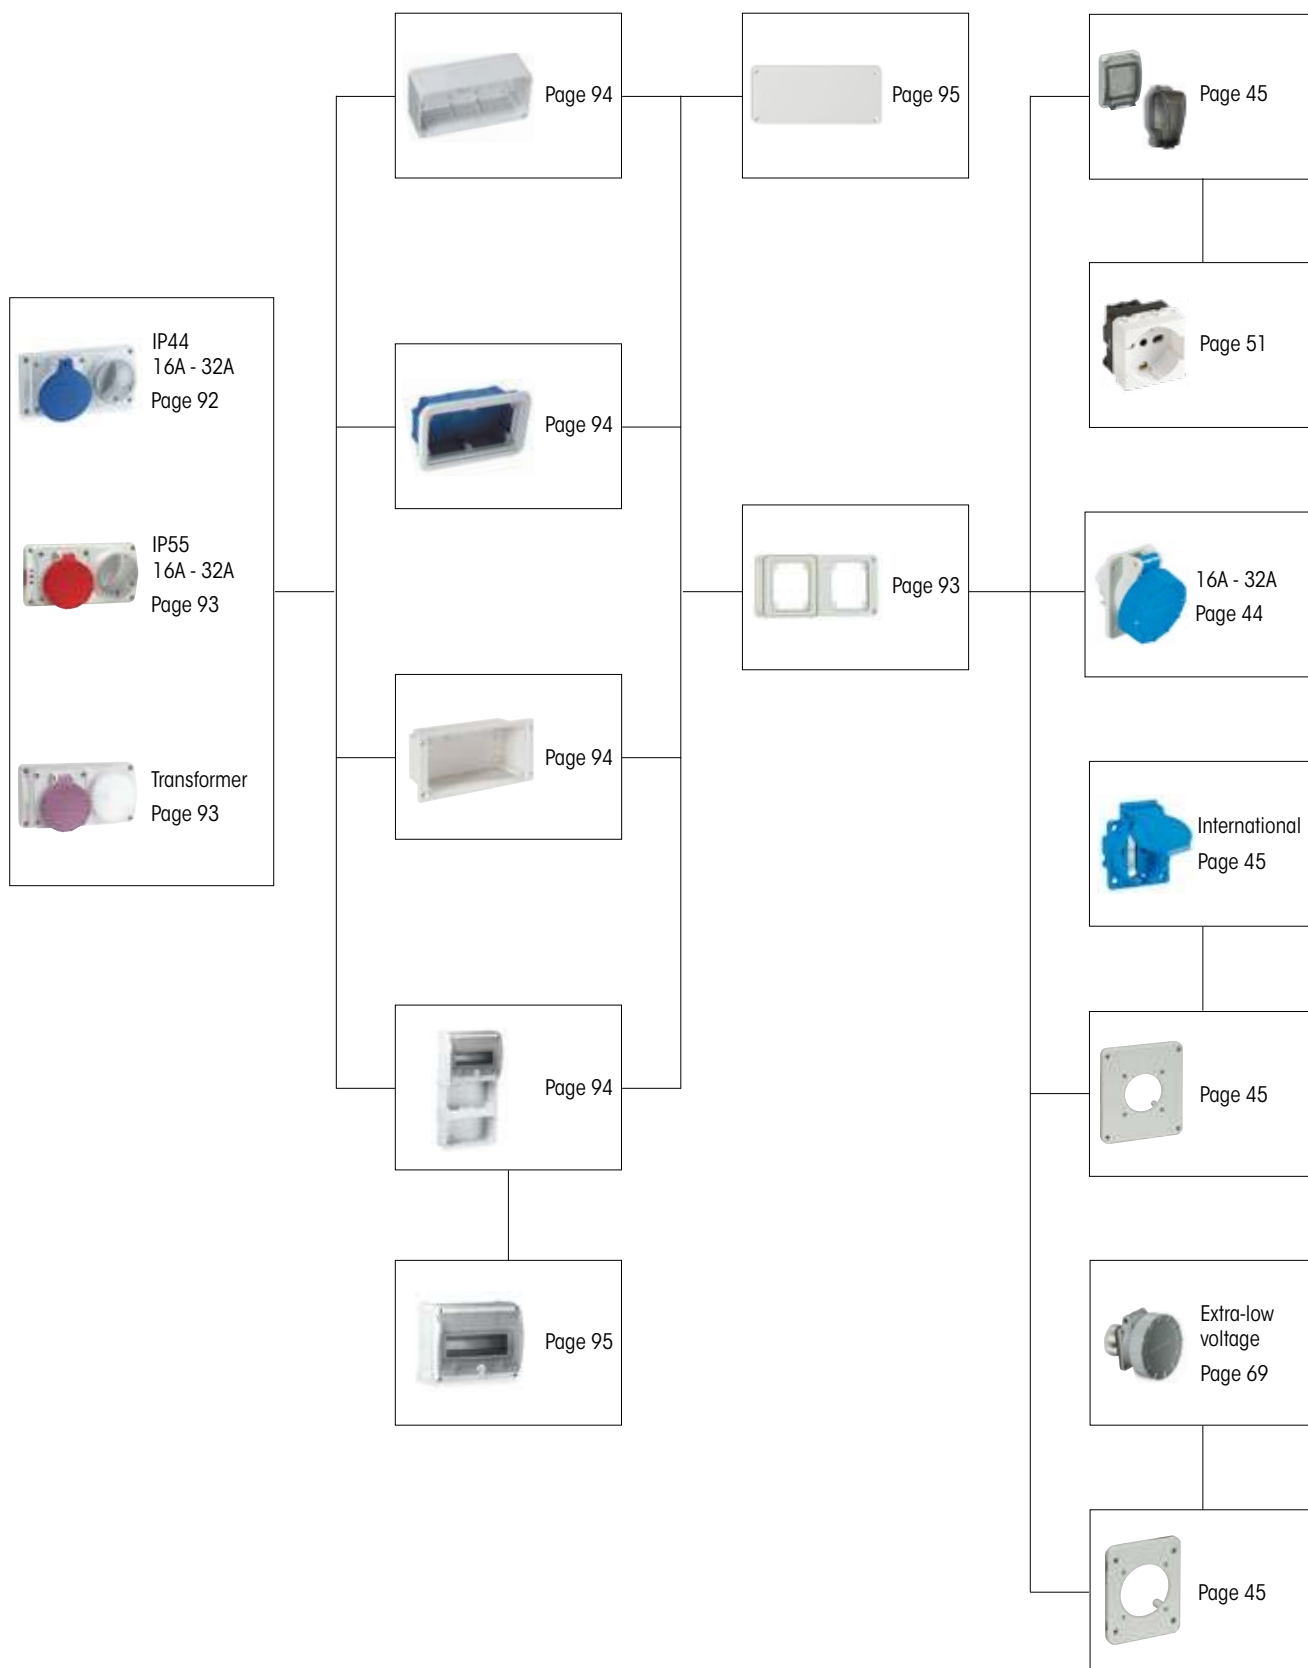 IP44
16A - 32A
Page 92
IP55
16A - 32A
Page 93
Transformer
Page 93
Page 94
Page 94
Page 94
Page 94
Page 95
Page 95
Page 93
Page 45
Page 51
16A - 32A
Page 44
International
Page 45
Page 45
Extra-low
voltage
Page 69
Page 45